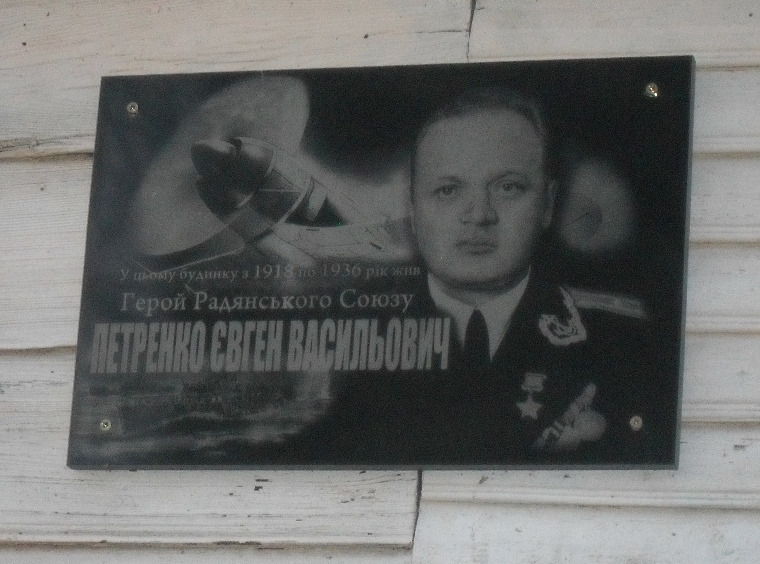 У цьому будинку з 1918 по 1936 рік жив
Герой Радянського Союзу
ПЕТРЕНКО ЄВГЕН ВАСИЛЬОВИЧ